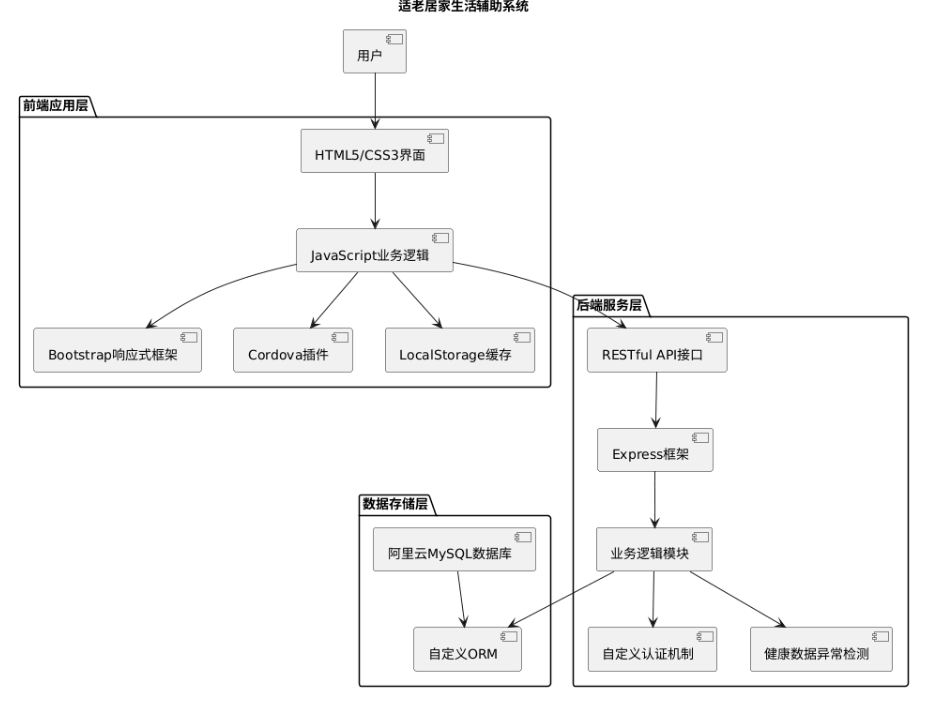 适老居家生活辅助系统
用户
前端应用层
HTML5/CSS3界面
JavaScript业务逻辑
Bootstrap响应式框架
Cordova插件
LocalStorage缓存
后端服务层
RESTful API接口
Express框架
业务逻辑模块
自定义认证机制
健康数据异常检测
数据存储层
阿里云MySQL数据库
自定义ORM